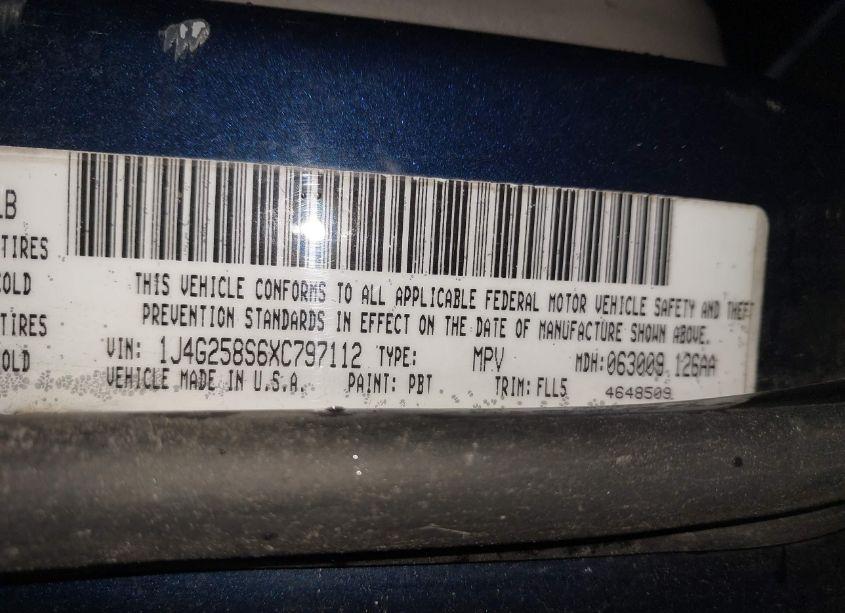 LB
TIRES
COLD
TIRES
OLD
THIS VEHICLE CONFORMS TO ALL APPLICABLE FEDERAL MOTOR VEHICLE SAFETY AND THEFT
PREVENTION STANDARDS IN EFFECT ON THE DATE OF MANUFACTURE SHOWN ABOVE.
VIN: 1J4G258S6XC797112 TYPE: MPV MDH: 063009 126AA
VEHICLE MADE IN U.S.A. PAINT: PBT TRIM: FLL5 4648509